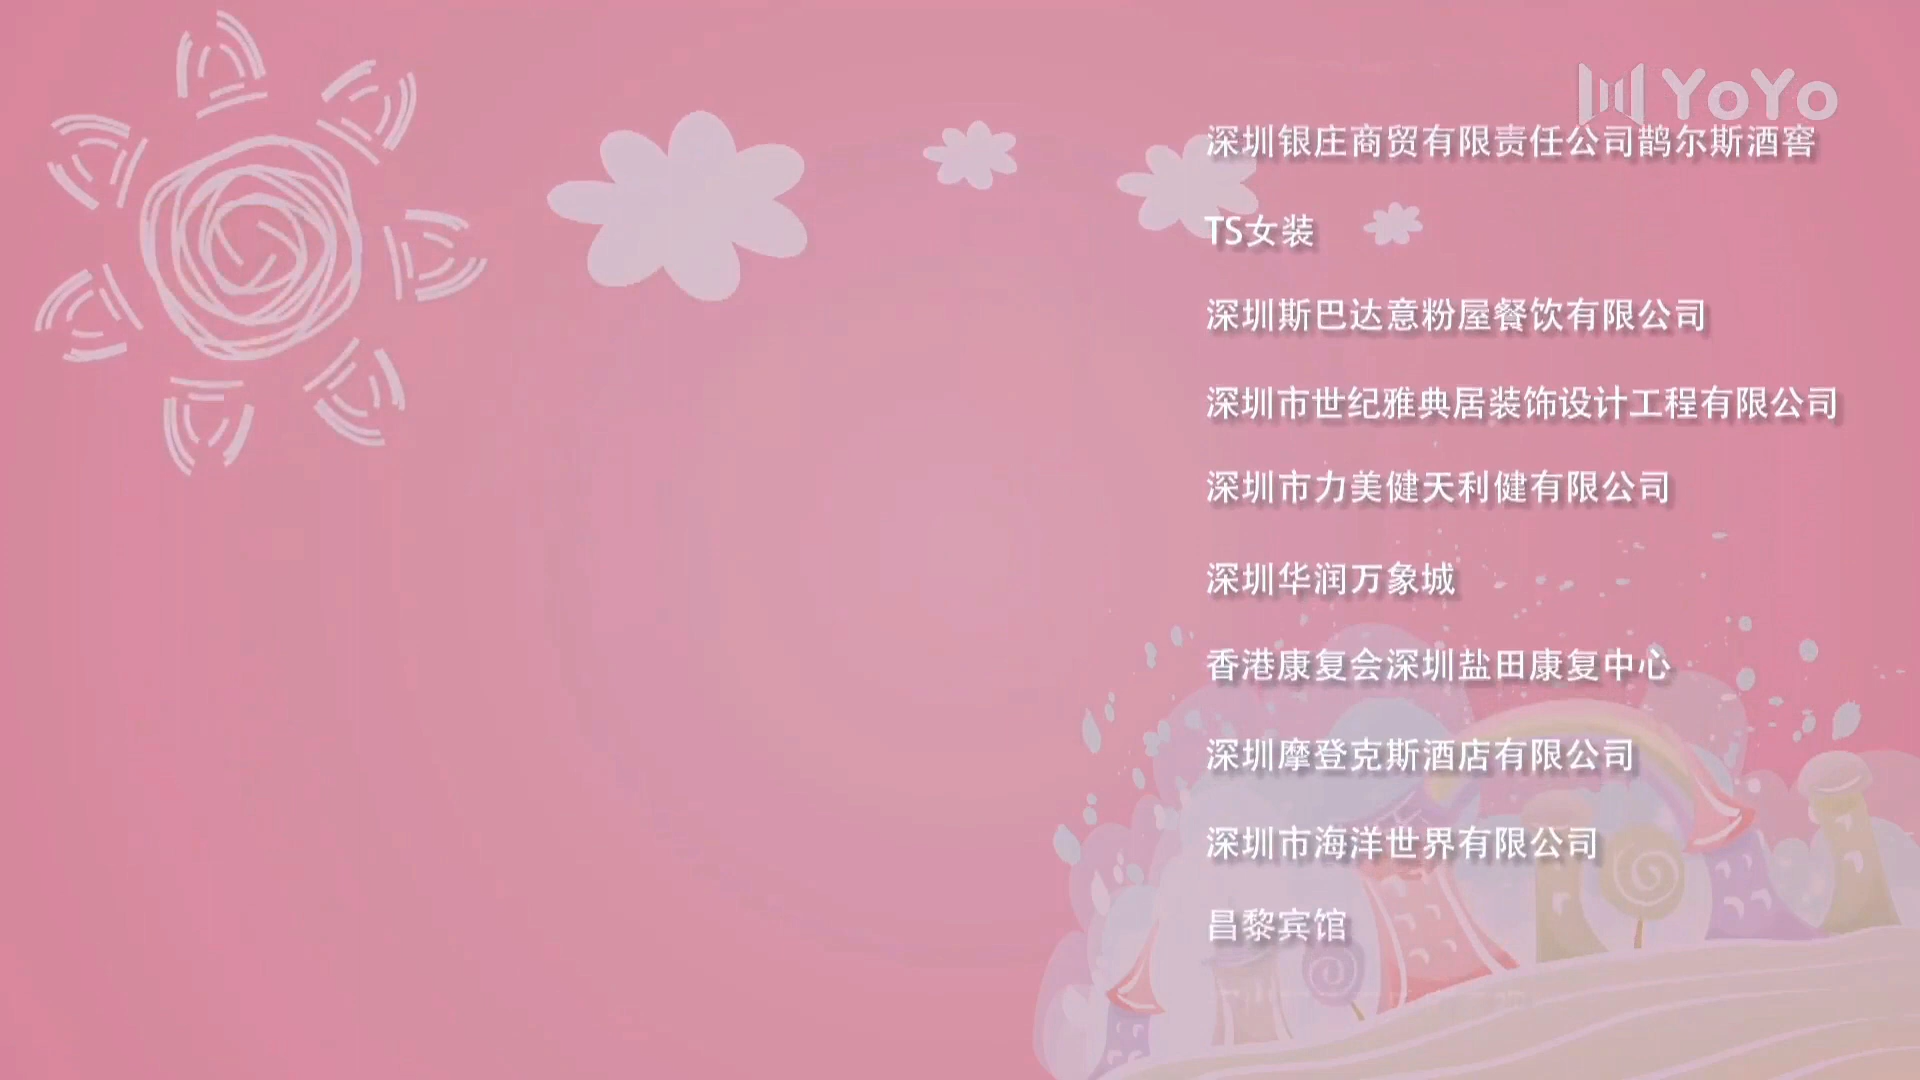 YoYo
深圳银庄商贸有限责任公司鹊尔斯酒窖
TS女装
深圳斯巴达意粉屋餐饮有限公司
深圳市世纪雅典居装饰设计工程有限公司
深圳市力美健天利健有限公司
深圳华润万象城
香港康复会深圳盐田康复中心
深圳摩登克斯酒店有限公司
深圳市海洋世界有限公司
昌黎宾馆